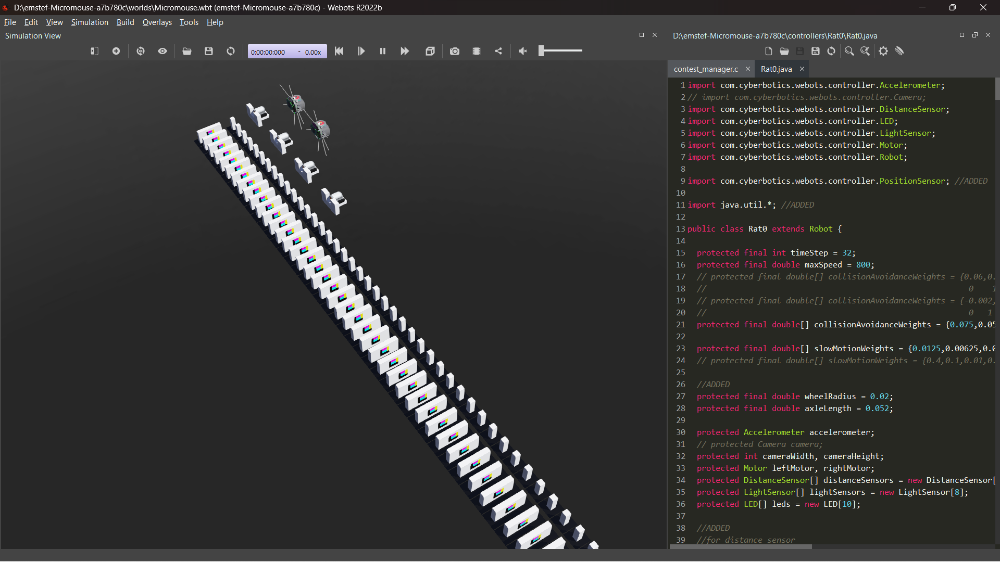 D:\emstef-Micromouse-a7b780c\worlds\Micromouse.wbt (emstef-Micromouse-a7b780c) - Webots R2022b
File Edit View Simulation Build Overlays Tools Help
Simulation View
0:00:00:000 - 0.00x
D:\emstef-Micromouse-a7b780c\controllers\Rat0\Rat0.java
contest_manager.c Rat0.java
1 import com.cyberbotics.webots.controller.Accelerometer;
2 // import com.cyberbotics.webots.controller.Camera;
3 import com.cyberbotics.webots.controller.DistanceSensor;
4 import com.cyberbotics.webots.controller.LED;
5 import com.cyberbotics.webots.controller.LightSensor;
6 import com.cyberbotics.webots.controller.Motor;
7 import com.cyberbotics.webots.controller.Robot;
8
9 import com.cyberbotics.webots.controller.PositionSensor; //ADDED
10
11 import java.util.*; //ADDED
12
13 public class Rat0 extends Robot {
14
15 protected final int timeStep = 32;
16 protected final double maxSpeed = 800;
17 // protected final double[] collisionAvoidanceWeights = {0.06,0.
18 // 0 1
19 // protected final double[] collisionAvoidanceWeights = {-0.002,
20 // 0 1
21 protected final double[] collisionAvoidanceWeights = {0.075,0.05
22
23 protected final double[] slowMotionWeights = {0.0125,0.00625,0.0
24 // protected final double[] slowMotionWeights = {0.4,0.1,0.01,0.
25
26 //ADDED
27 protected final double wheelRadius = 0.02;
28 protected final double axleLength = 0.052;
29
30 protected Accelerometer accelerometer;
31 // protected Camera camera;
32 protected int cameraWidth, cameraHeight;
33 protected Motor leftMotor, rightMotor;
34 protected DistanceSensor[] distanceSensors = new DistanceSensor[
35 protected LightSensor[] lightSensors = new LightSensor[8];
36 protected LED[] leds = new LED[10];
37
38 //ADDED
39 //for distance sensor